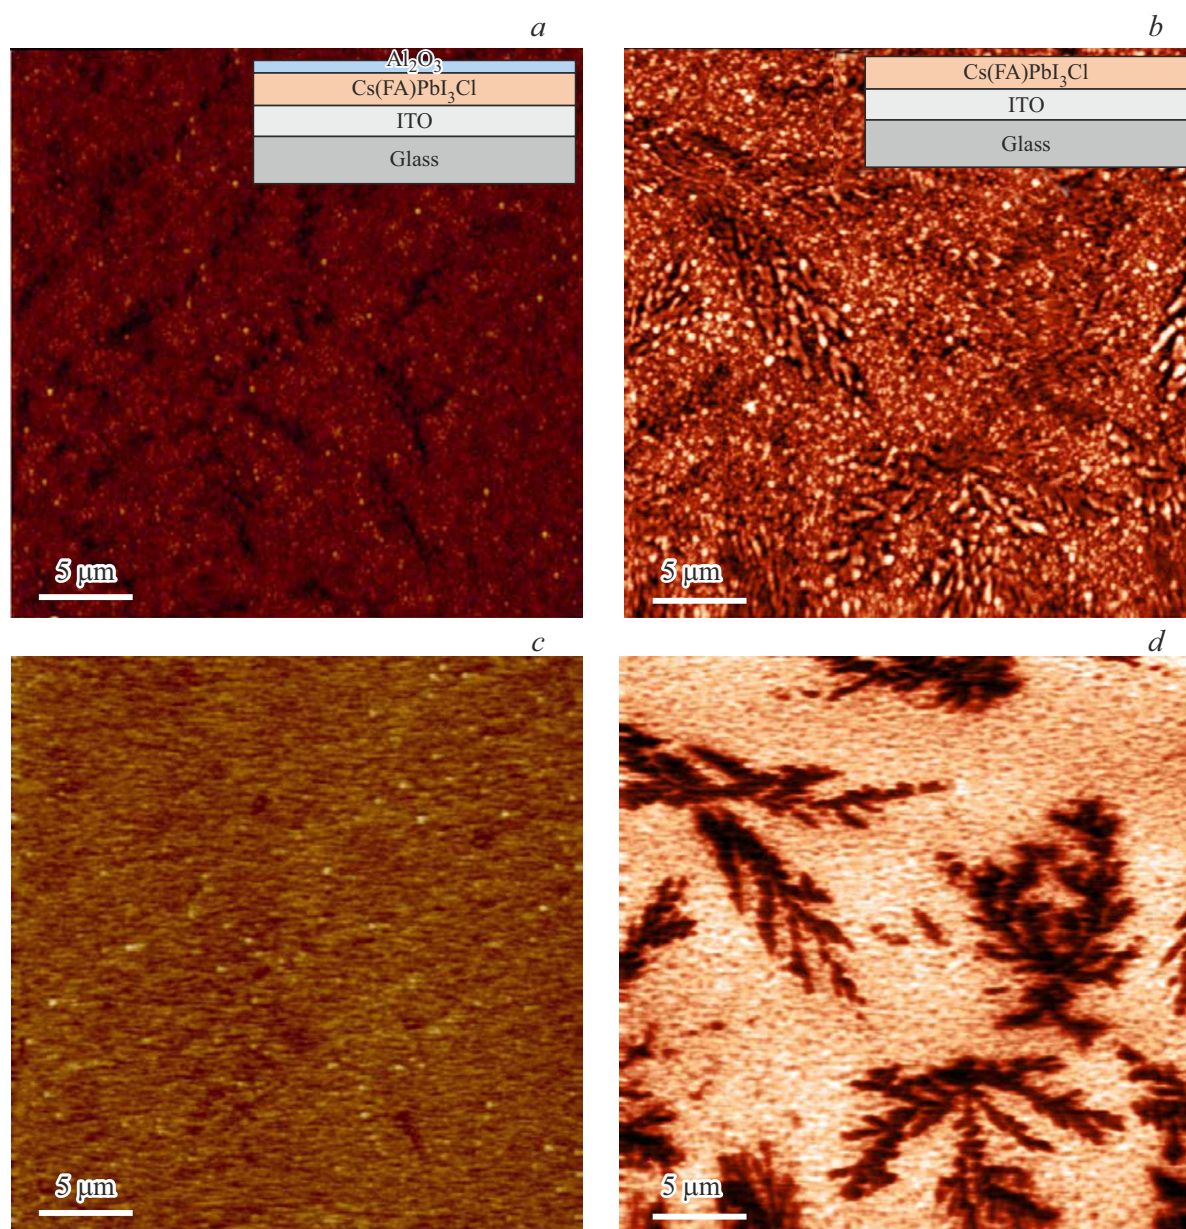 a
b
Al₂O₃
Cs(FA)PbI₃Cl
ITO
Glass
5 μm
Cs(FA)PbI₃Cl
ITO
Glass
5 μm
c
d
5 μm
5 μm